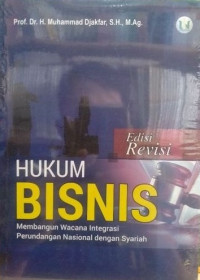 Prof. Dr. H. Muhammad Djakfar, S.H., M.Ag.
Edisi
Revisi
HUKUM
BISNIS
Membangun Wacana Integrasi
Perundangan Nasional dengan Syariah